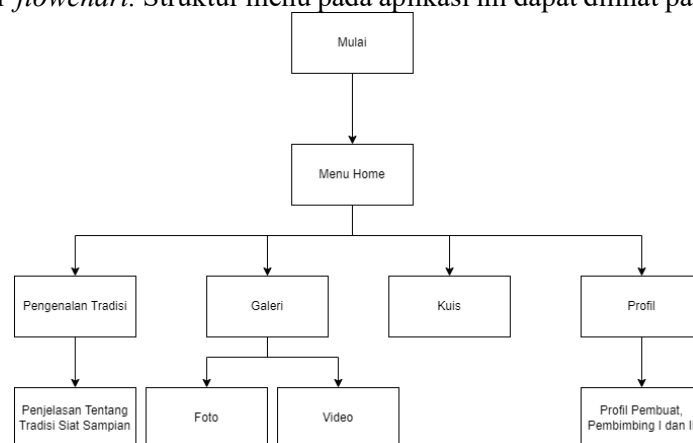 flowchart. Struktur menu pada aplikasi ini dapat dilihat pa
Mulai
Menu Home
Pengenalan Tradisi
Galeri
Kuis
Profil
Penjelasan Tentang
Tradisi Siat Sampian
Foto
Video
Profil Pembuat,
Pembimbing I dan II